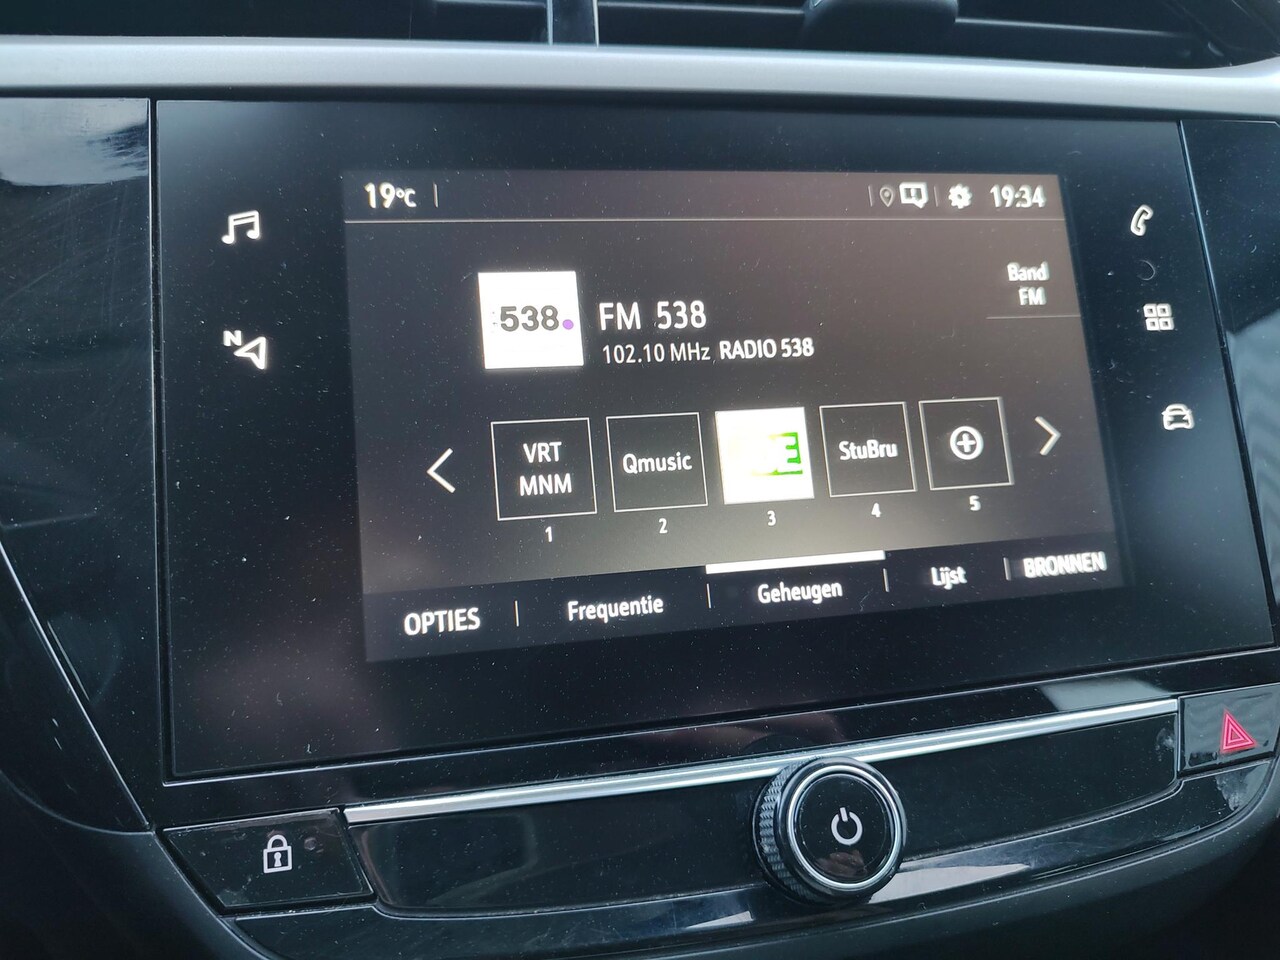 19°C
19:34
Band
FM
538
FM 538
102.10 MHz RADIO 538
N
VRT
MNM
Qmusic
StuBru
1
2
3
4
5
OPTIES
Frequentie
Geheugen
Lijst
BRONNEN